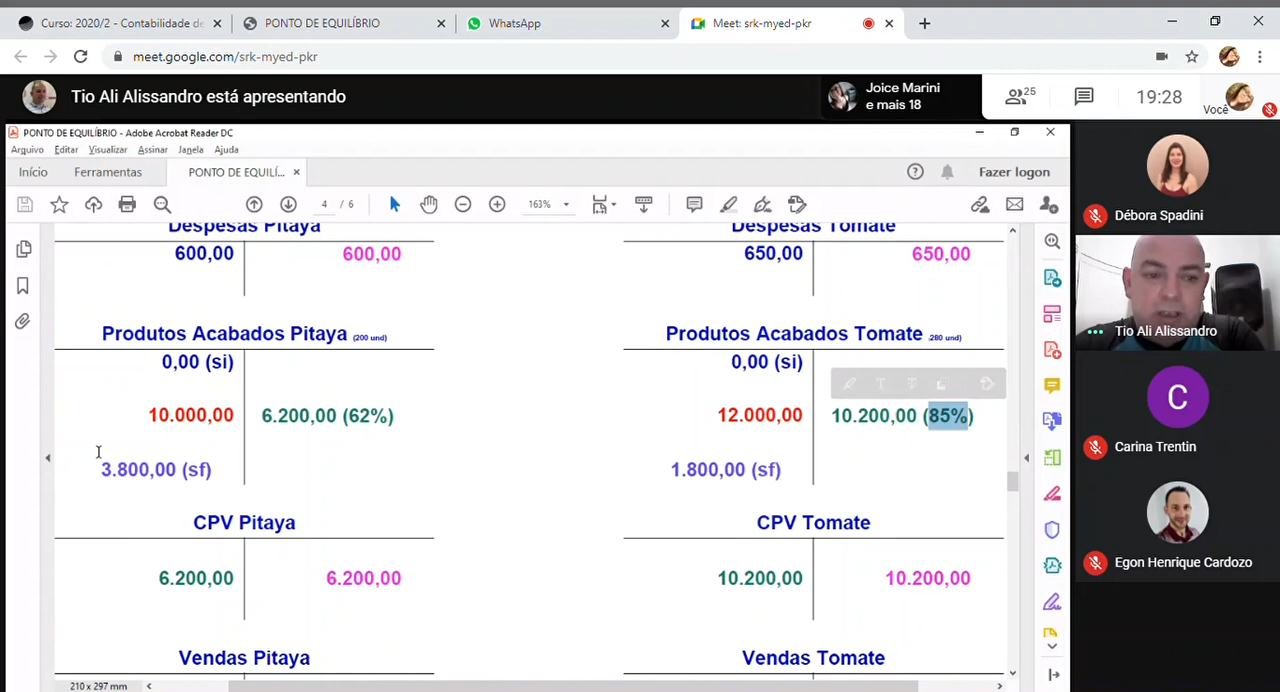 Curso: 2020/2 - Contabilidade de
PONTO DE EQUILÍBRIO
WhatsApp
Meet: srk-myed-pkr
meet.google.com/srk-myed-pkr
Tio Ali Alissandro está apresentando
Joice Marini
e mais 18
25
19:28
Você
PONTO DE EQUILÍBRIO - Adobe Acrobat Reader DC
Arquivo Editar Visualizar Assinar Janela Ajuda
Início Ferramentas PONTO DE EQUILÍ... Fazer logon
4 / 6 163%
Despesas Pitaya Despesas Tomate
600,00 600,00 650,00 650,00
Produtos Acabados Pitaya (200 und) Produtos Acabados Tomate 280 und)
0,00 (si) 0,00 (si)
10.000,00 6.200,00 (62%) 12.000,00 10.200,00 (85%)
3.800,00 (sf) 1.800,00 (sf)
CPV Pitaya CPV Tomate
6.200,00 6.200,00 10.200,00 10.200,00
Vendas Pitaya Vendas Tomate
210 x 297 mm
Débora Spadini
Tio Ali Alissandro
C
Carina Trentin
Egon Henrique Cardozo